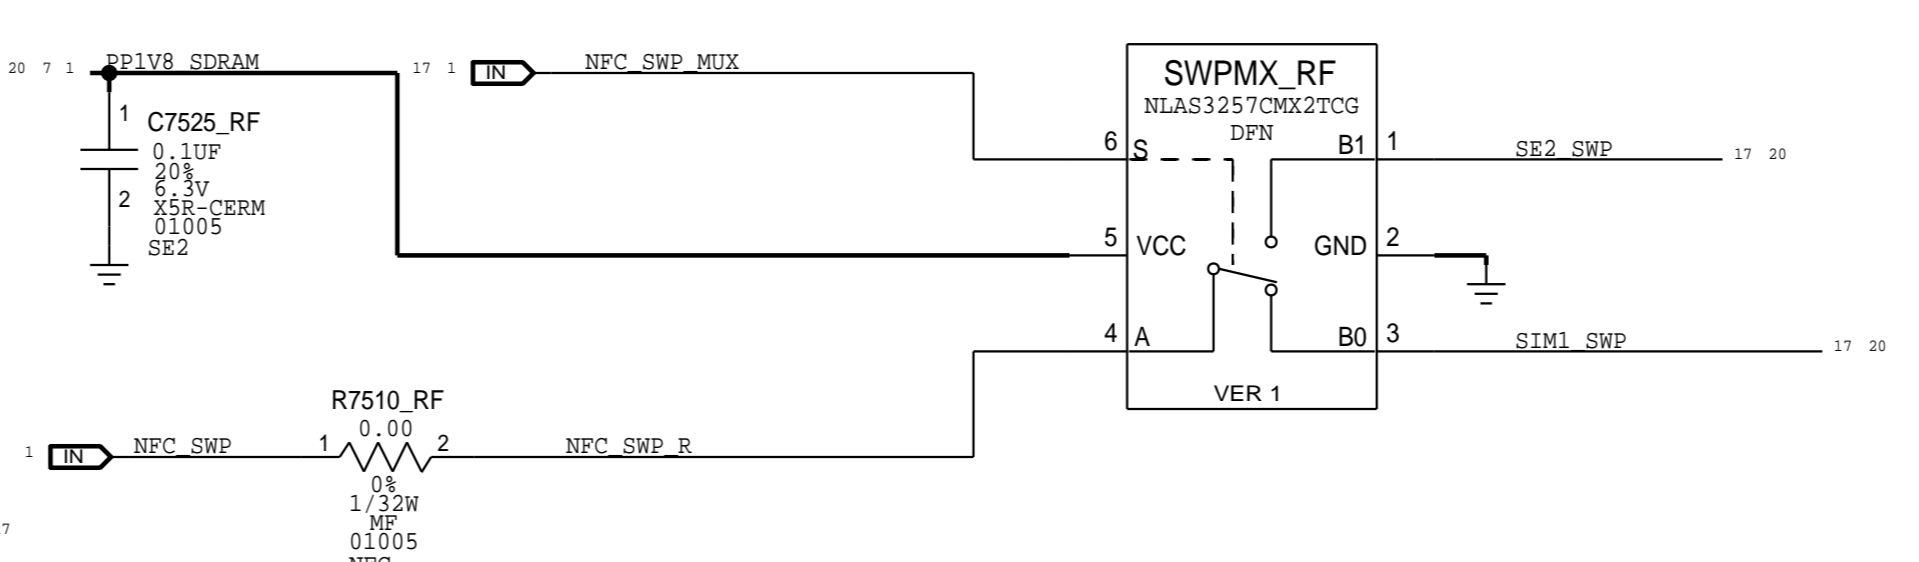 20 7 1
PP1V8_SDRAM
1
C7525_RF
0.1UF
20%
6.3V
2
X5R-CERM
01005
SE2
17 1
IN
NFC_SWP_MUX
SWPMX_RF
NLAS3257CMX2TCG
DFN
6
S
B1
1
SE2_SWP
17 20
5
VCC
GND
2
4
A
B0
3
SIM1_SWP
17 20
VER 1
R7510_RF
0.00
1
IN
NFC_SWP
1
2
NFC_SWP_R
0%
1/32W
MF
01005
NFC